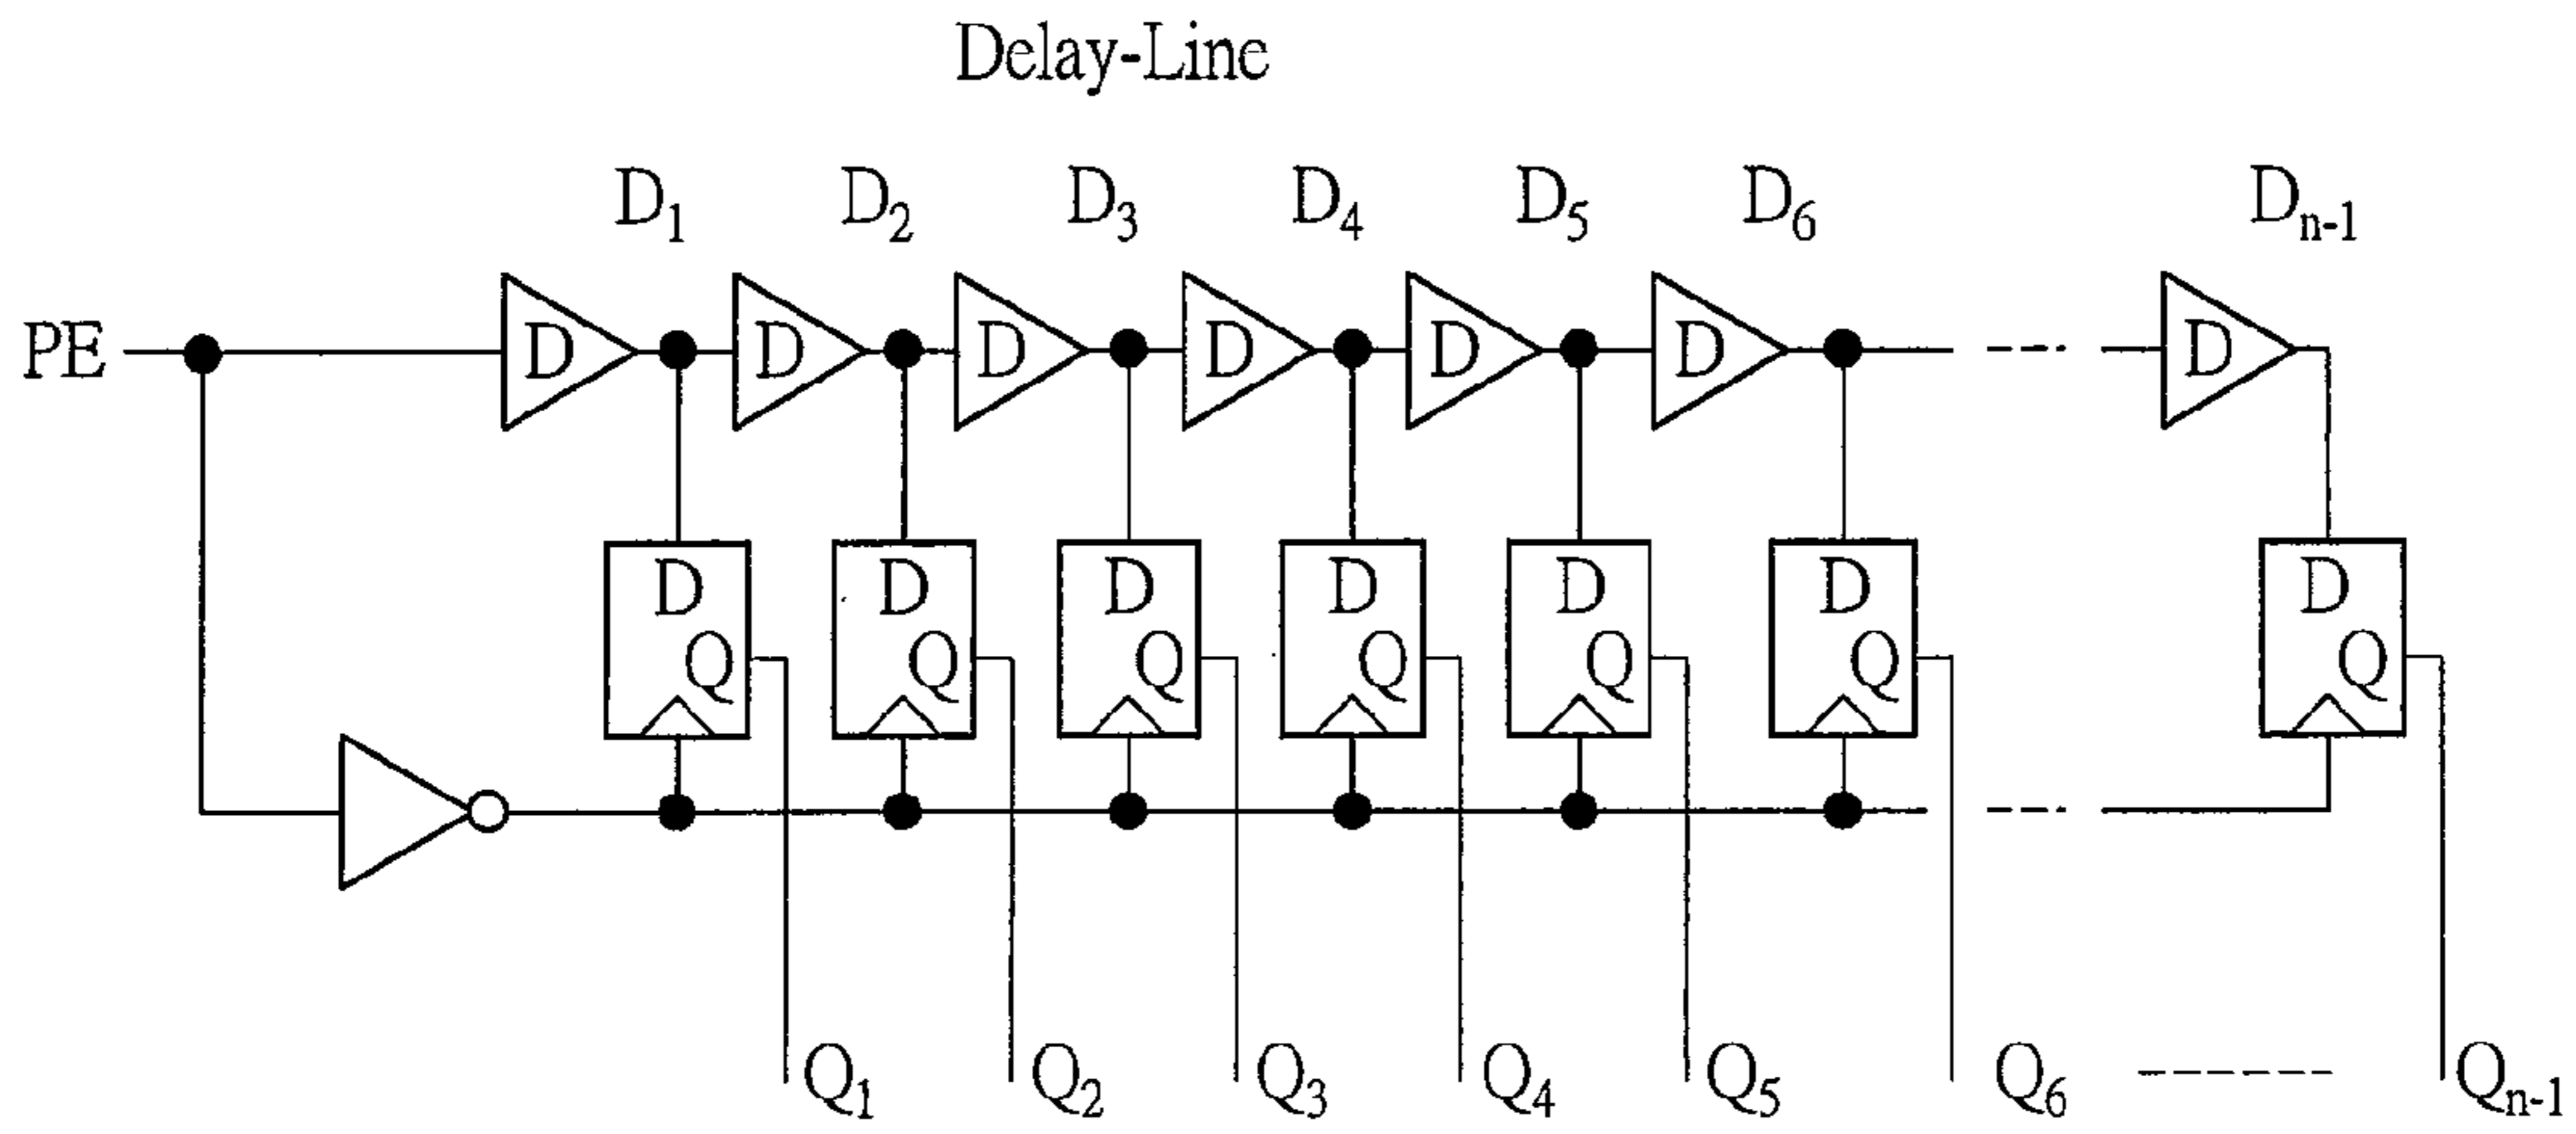 Delay-Line
D₁ D₂ D₃ D₄ D₅ D₆ Dₙ₋₁
PE D D D D D D D
D D D D D D D
Q Q Q Q Q Q Q
Q₁ Q₂ Q₃ Q₄ Q₅ Q₆ Qₙ₋₁